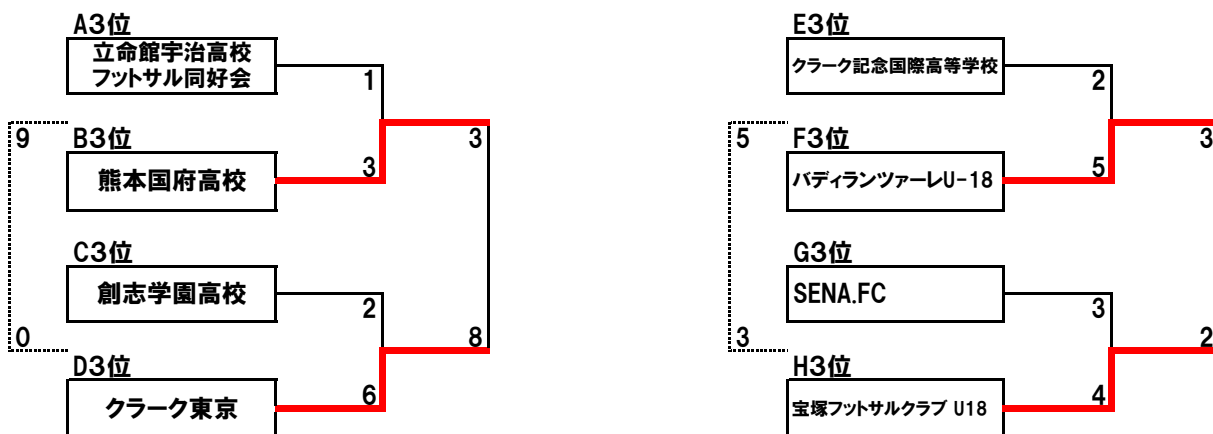 A3位
立命館宇治高校
フットサル同好会
1
9
B3位
3
熊本国府高校
3
C3位
創志学園高校
2
0
8
D3位
クラーク東京
6
E3位
クラーク記念国際高等学校
2
5
F3位
3
バディランツァーレU-18
5
G3位
SENA.FC
3
3
2
H3位
宝塚フットサルクラブ U18
4